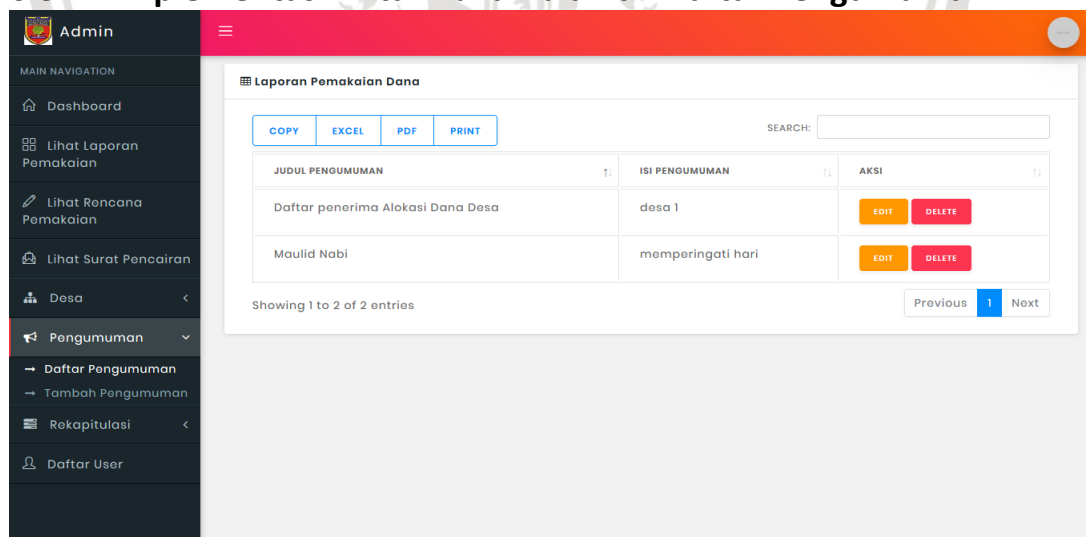 Admin
MAIN NAVIGATION
Dashboard
Lihat Laporan
Pemakaian
Lihat Rencana
Pemakaian
Lihat Surat Pencairan
Desa
Pengumuman
Daftar Pengumuman
Tambah Pengumuman
Rekapitulasi
Daftar User
Laporan Pemakaian Dana
COPY EXCEL PDF PRINT SEARCH:
JUDUL PENGUMUMAN ISI PENGUMUMAN AKSI
Daftar penerima Alokasi Dana Desa desa 1 EDIT DELETE
Maulid Nabi memperingati hari EDIT DELETE
Showing 1 to 2 of 2 entries Previous 1 Next